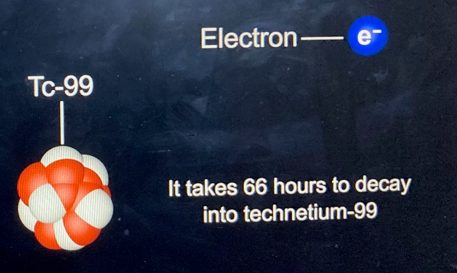 Electron
e⁻
Tc-99
It takes 66 hours to decay
into technetium-99